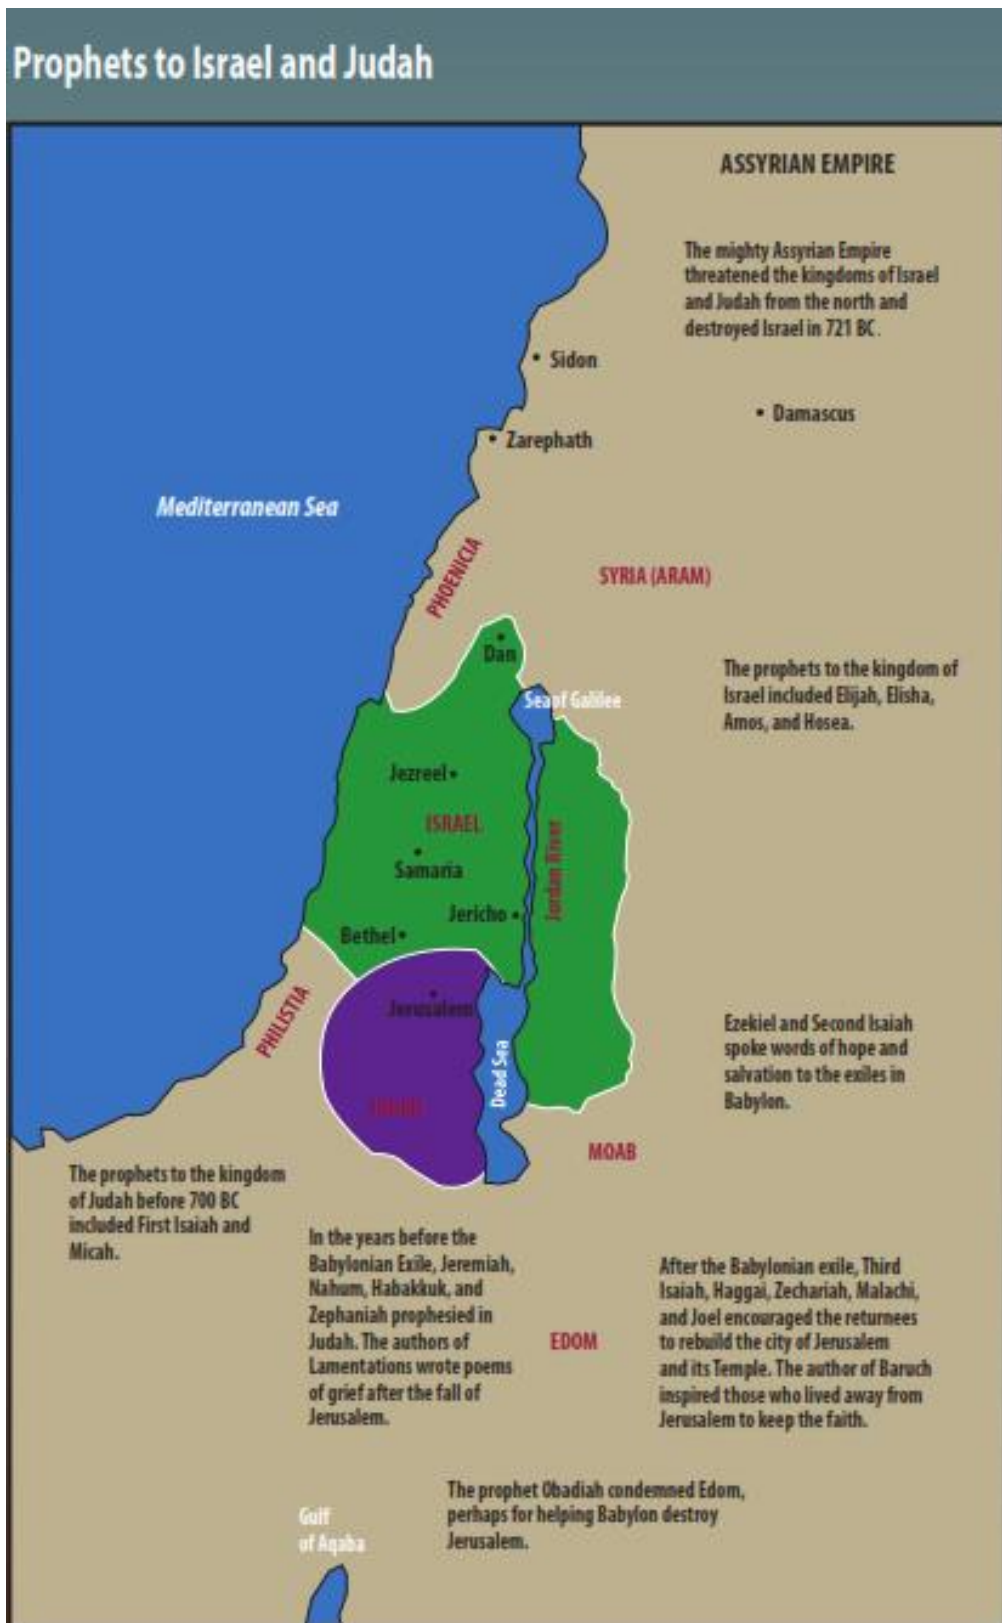 Prophets to Israel and Judah
ASSYRIAN EMPIRE
The mighty Assyrian Empire
threatened the kingdoms of Israel
and Judah from the north and
destroyed Israel in 721 BC.
• Sidon
• Damascus
• Zarephath
Mediterranean Sea
PHOENICIA
SYRIA (ARAM)
Dan
The prophets to the kingdom of
Israel included Elijah, Elisha,
Amos, and Hosea.
Sea of Galilee
Jezreel
ISRAEL
Jordan River
Samaria
Jericho
Bethel
Jerusalem
PHILISTIA
Dead Sea
Ezekiel and Second Isaiah
spoke words of hope and
salvation to the exiles in
Babylon.
JUDAH
MOAB
The prophets to the kingdom
of Judah before 700 BC
included First Isaiah and
Micah.
In the years before the
Babylonian Exile, Jeremiah,
Nahum, Habakkuk, and
Zephaniah prophesied in
Judah. The authors of
Lamentations wrote poems
of grief after the fall of
Jerusalem.
EDOM
After the Babylonian exile, Third
Isaiah, Haggai, Zechariah, Malachi,
and Joel encouraged the returnees
to rebuild the city of Jerusalem
and its Temple. The author of Baruch
inspired those who lived away from
Jerusalem to keep the faith.
The prophet Obadiah condemned Edom,
perhaps for helping Babylon destroy
Jerusalem.
Gulf
of Aqaba